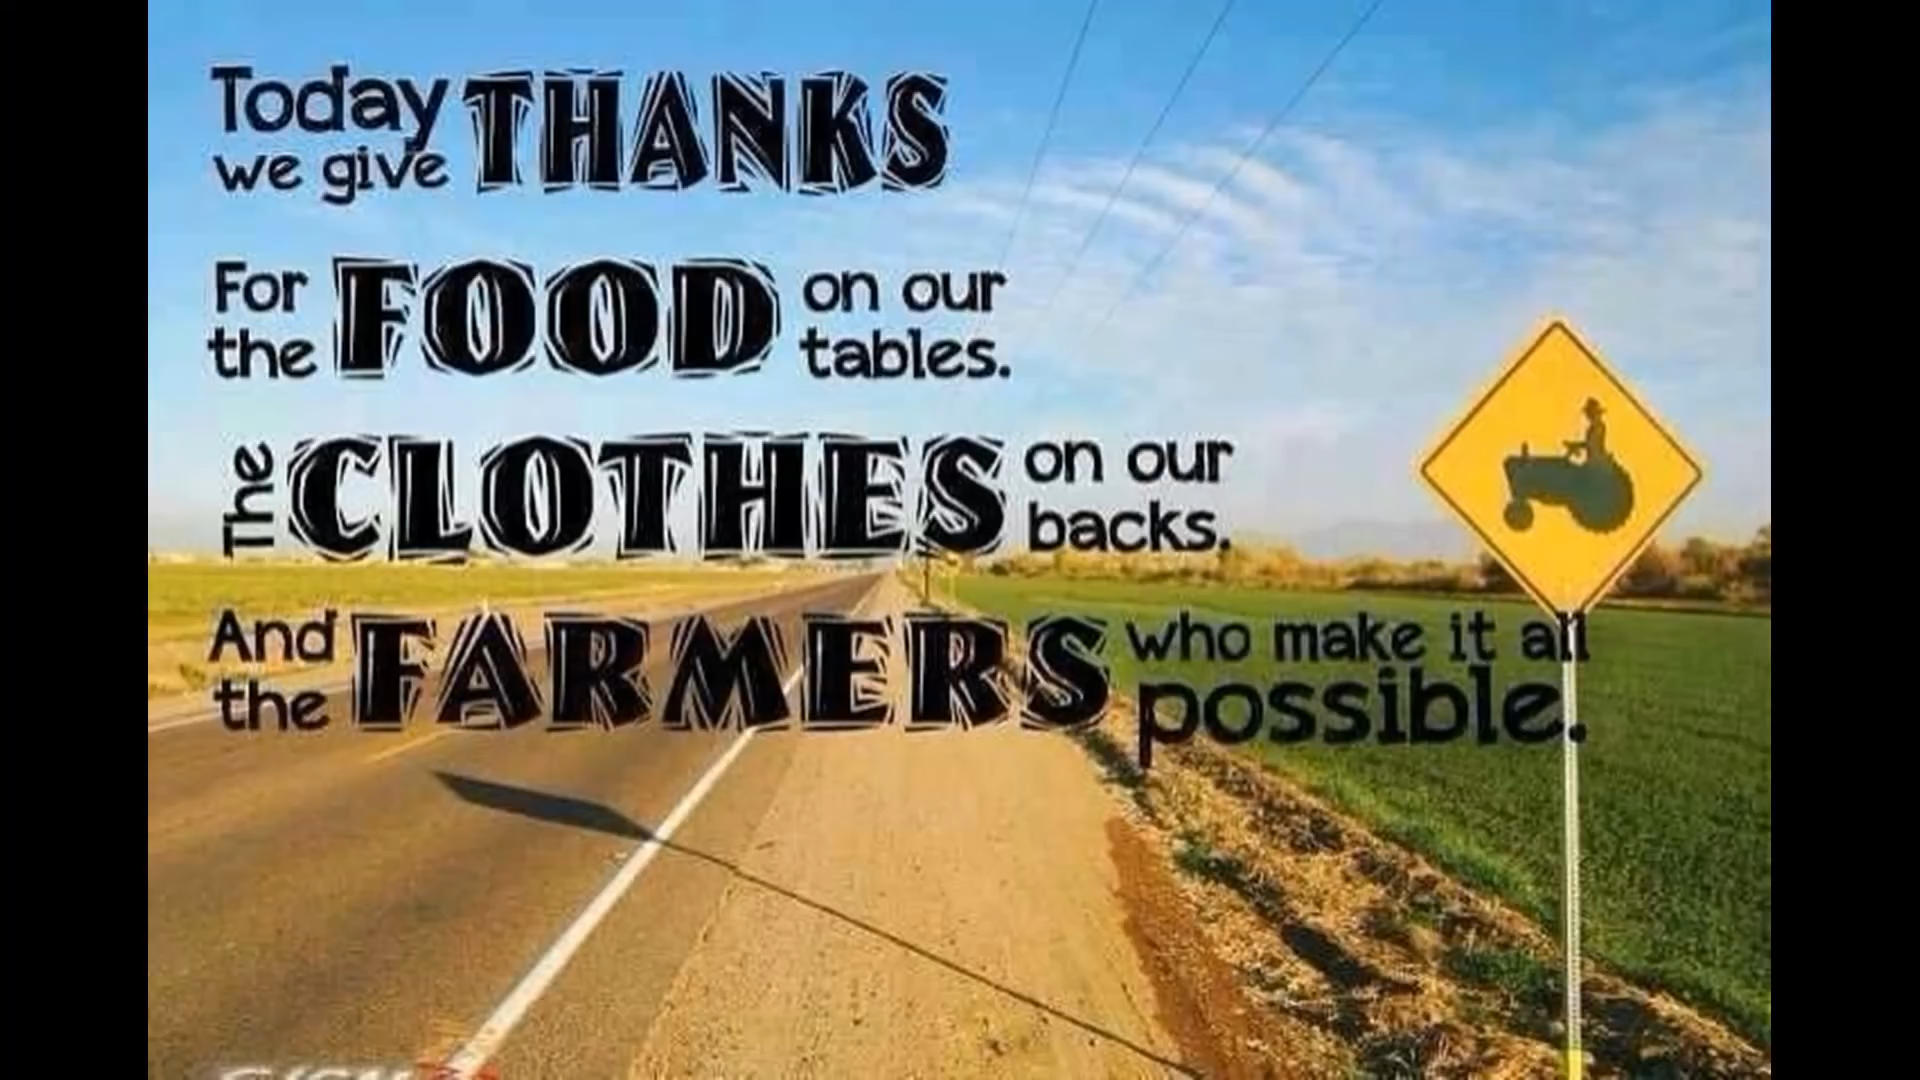 Today we give THANKS
For the FOOD on our tables.
The CLOTHES on our backs.
And the FARMERS who make it all possible.